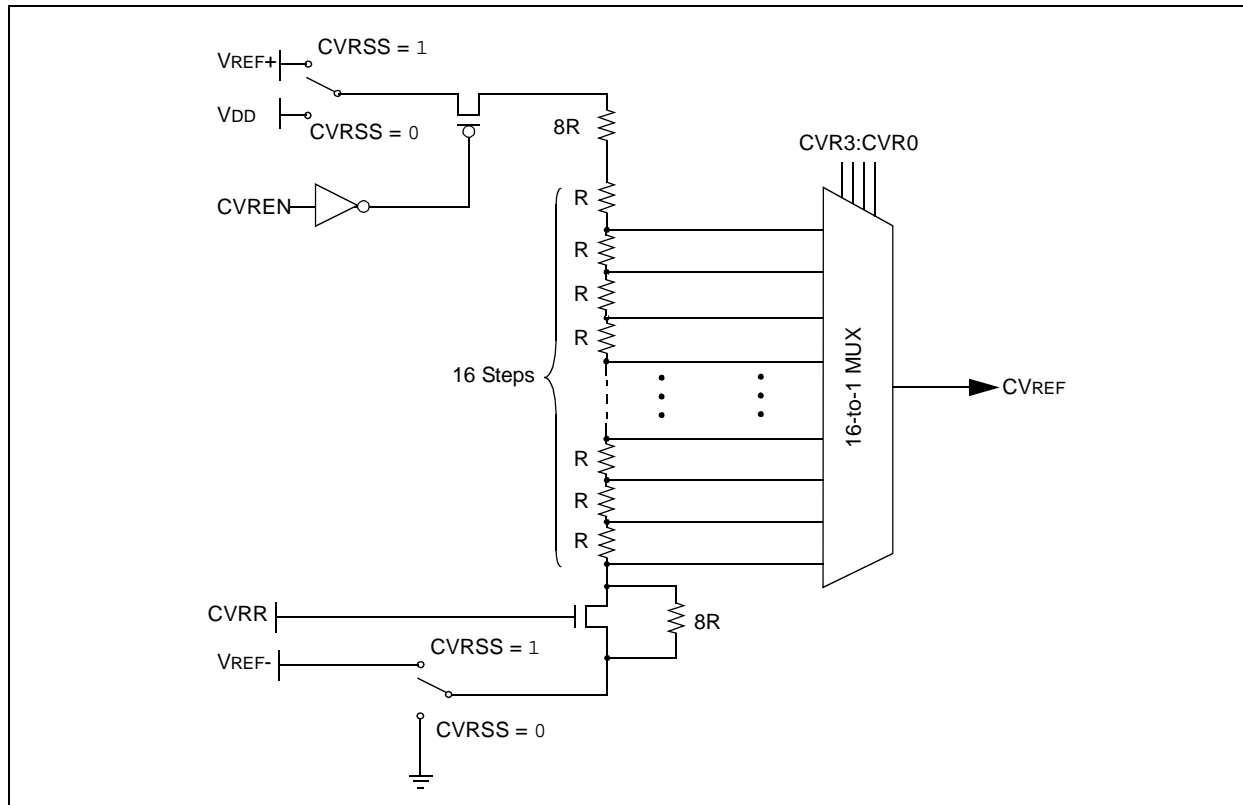 CVRSS = 1
VREF+
VDD
CVRSS = 0
8R
CVR3:CVR0
CVREN
R
R
R
R
16 Steps
16-to-1 MUX
CVREF
R
R
R
CVRR
8R
CVRSS = 1
VREF-
CVRSS = 0